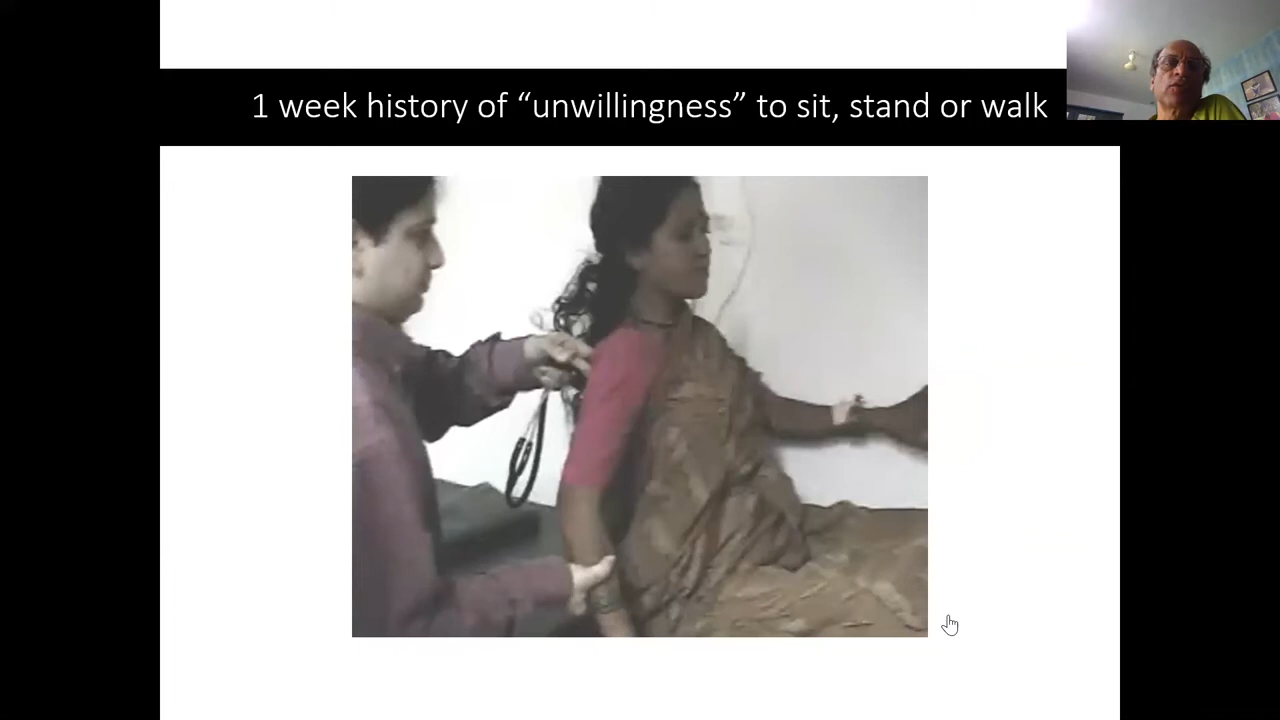 1 week history of “unwillingness” to sit, stand or walk